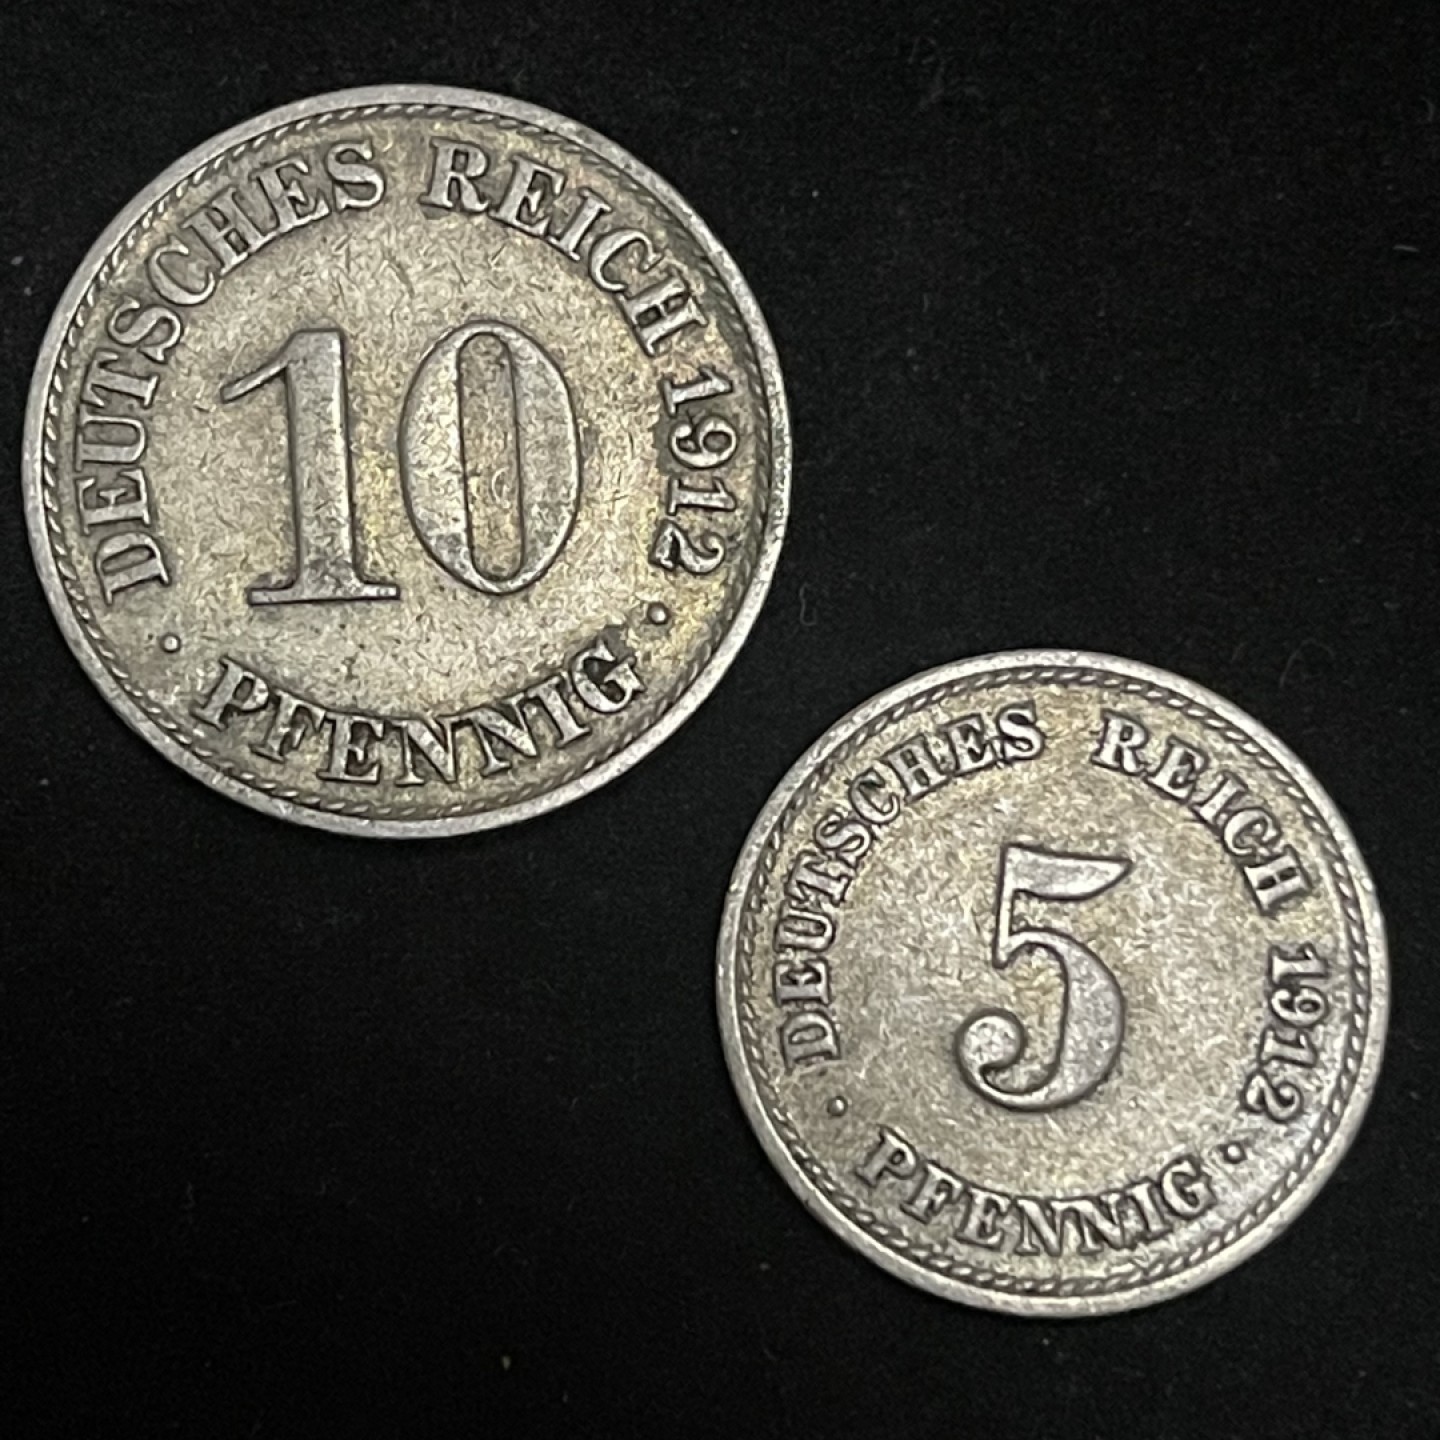 DEUTSCHES REICH 1912
10
· PFENNIG ·
DEUTSCHES REICH 1912
5
· PFENNIG ·